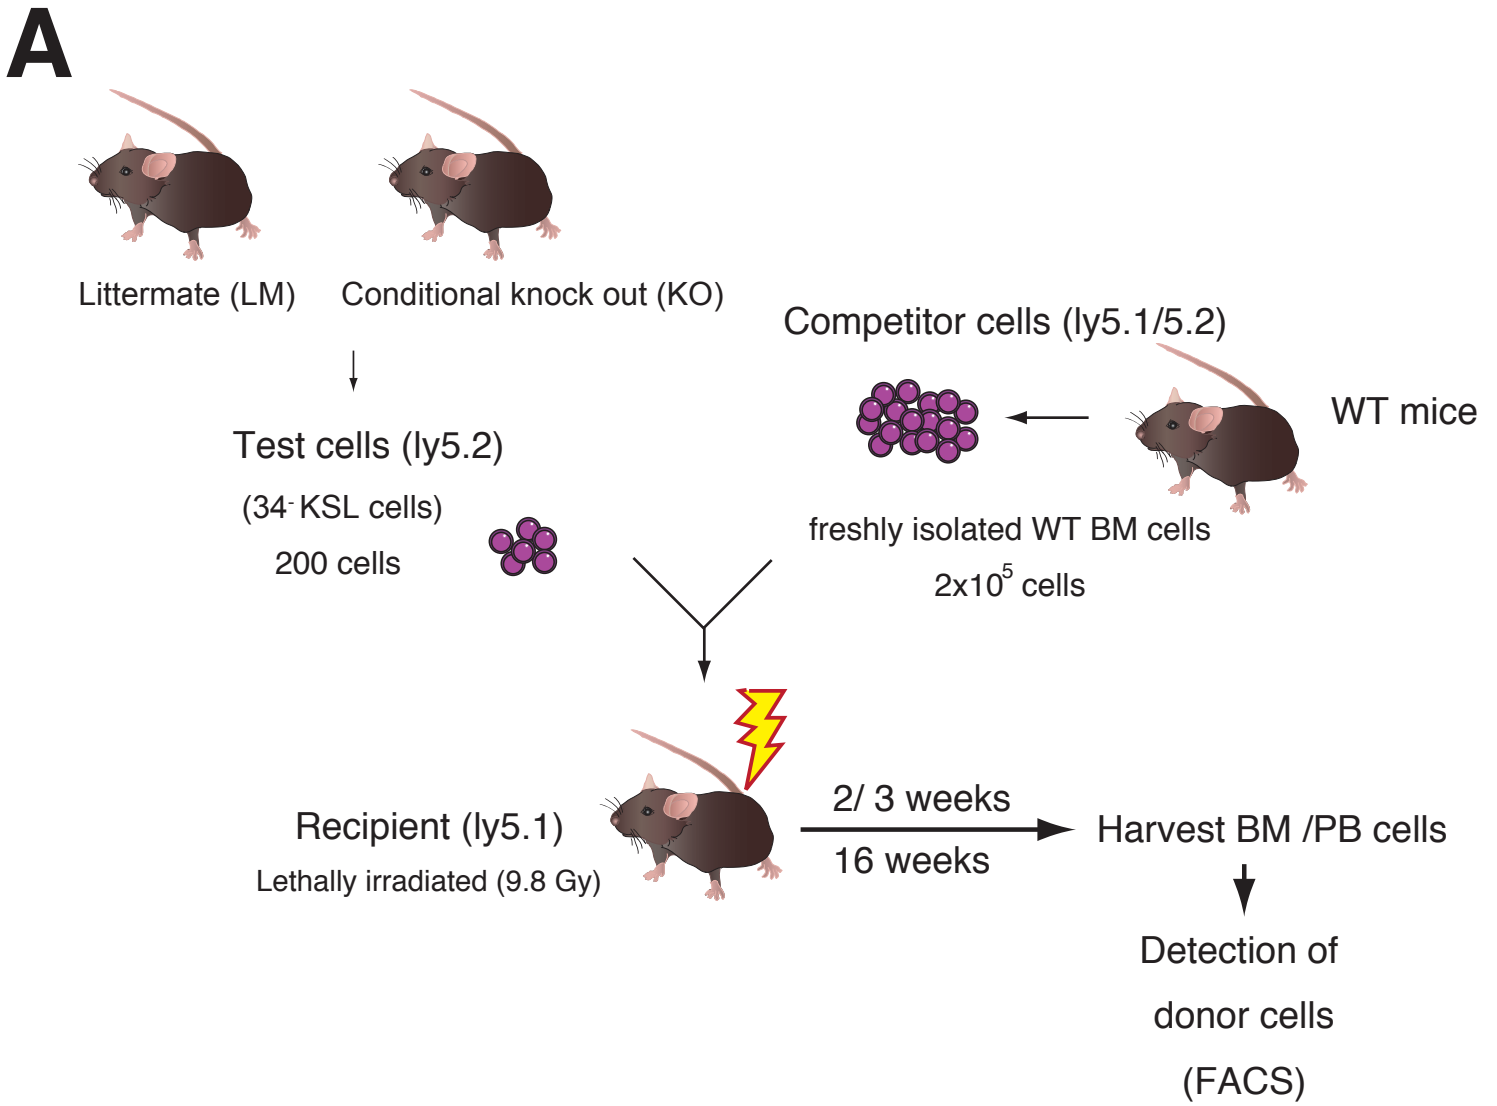 A
Littermate (LM)
Conditional knock out (KO)
Test cells (ly5.2)
(34- KSL cells)
200 cells
Competitor cells (ly5.1/5.2)
WT mice
freshly isolated WT BM cells
2x10⁵ cells
Recipient (ly5.1)
Lethally irradiated (9.8 Gy)
2/ 3 weeks
16 weeks
Harvest BM /PB cells
Detection of
donor cells
(FACS)